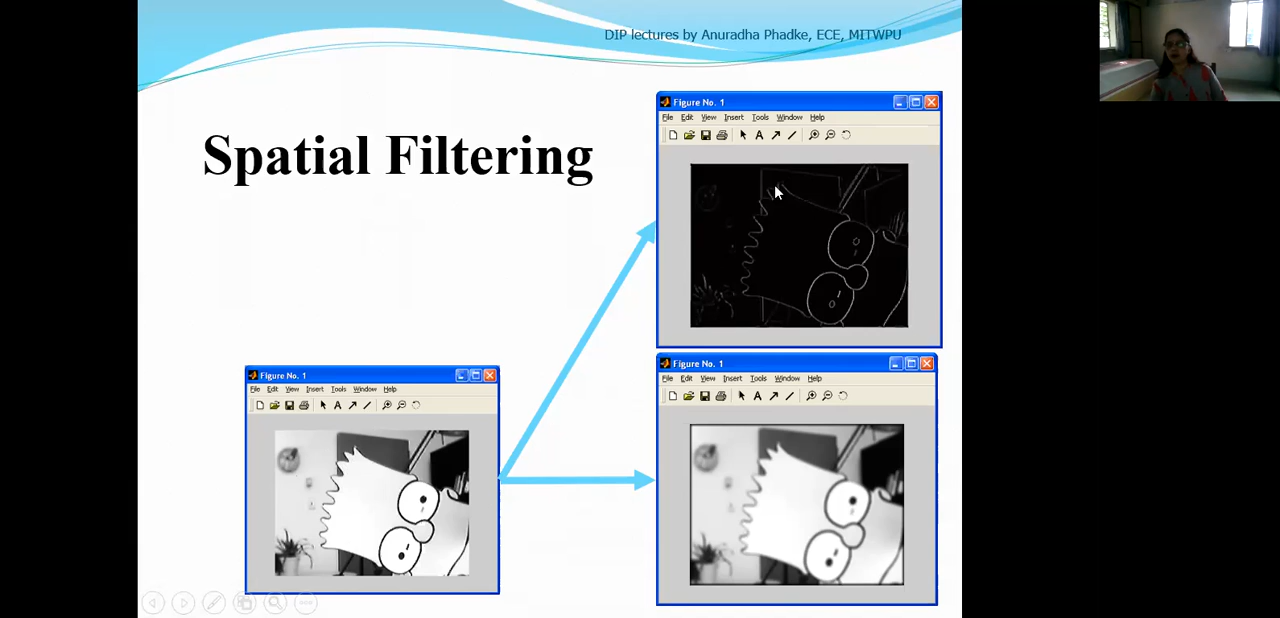 DIP lectures by Anuradha Phadke, ECE, MITWPU
Spatial Filtering
Figure No. 1
File Edit View Insert Tools Window Help
A
Figure No. 1
File Edit View Insert Tools Window Help
A
Figure No. 1
File Edit View Insert Tools Window Help
A